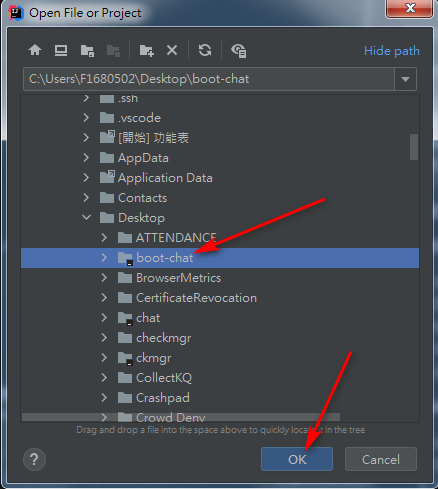 Open File or Project
Hide path
C:\Users\F1680502\Desktop\boot-chat
.ssh
.vscode
[開始] 功能表
AppData
Application Data
Contacts
Desktop
ATTENDANCE
boot-chat
BrowserMetrics
CertificateRevocation
chat
checkmgr
ckmgr
CollectKQ
Crashpad
Crowd Deny
Drag and drop a file into the space above to quickly locate it in the tree
?
OK
Cancel